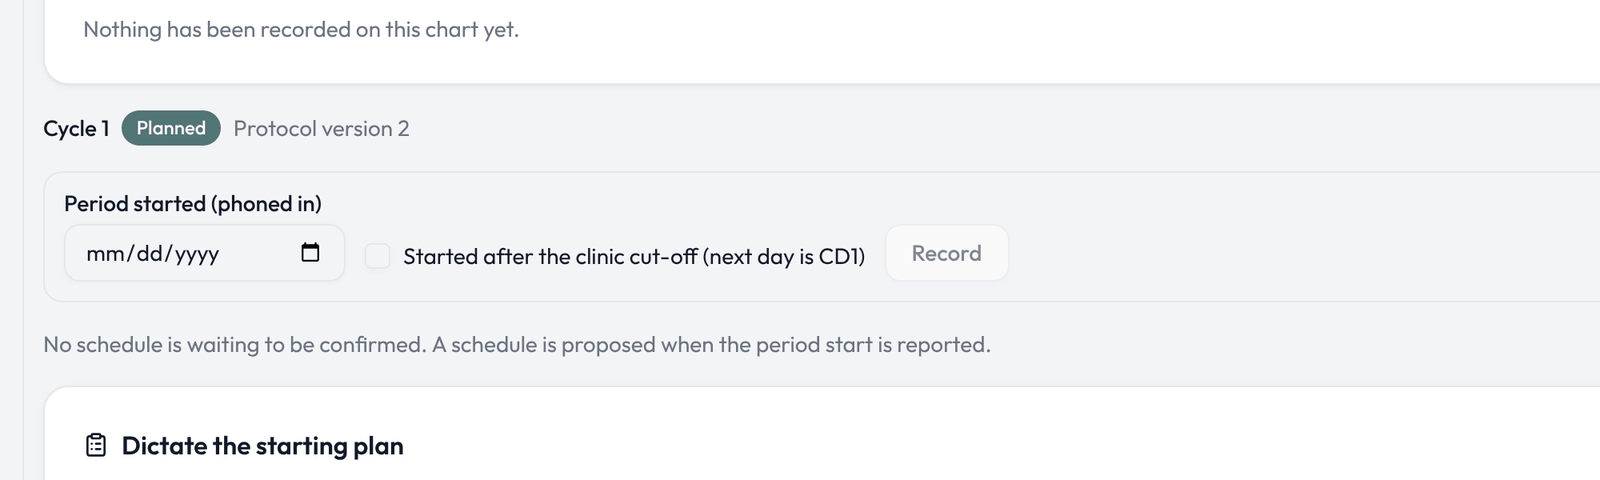 Nothing has been recorded on this chart yet.
Cycle 1 Planned Protocol version 2
Period started (phoned in)
mm/dd/yyyy Started after the clinic cut-off (next day is CD1) Record
No schedule is waiting to be confirmed. A schedule is proposed when the period start is reported.
Dictate the starting plan